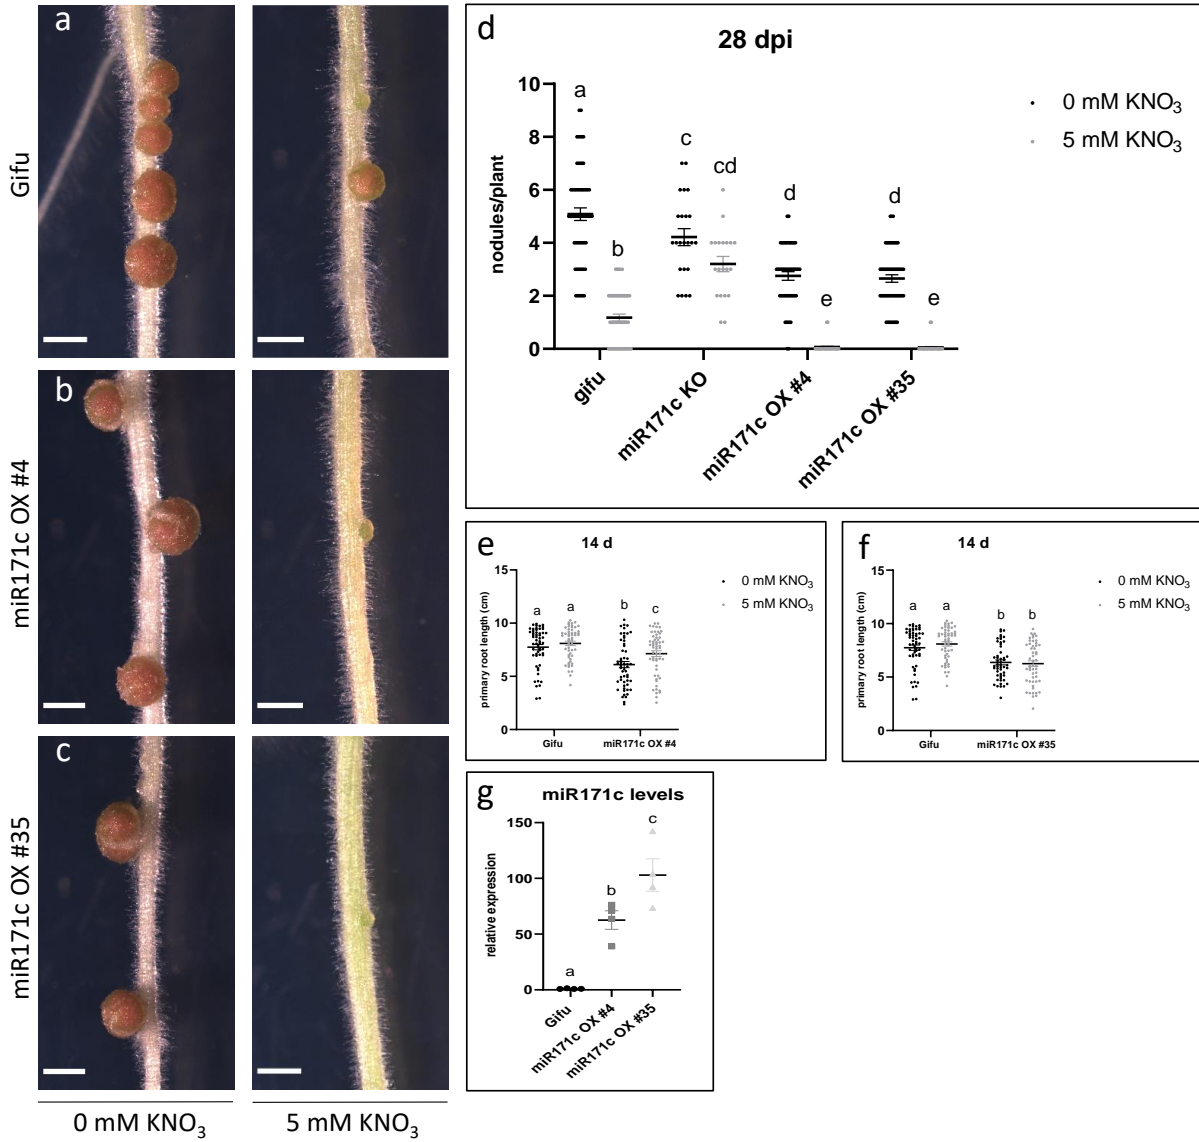 a
Gifu
b
miR171c OX #4
c
miR171c OX #35
0 mM KNO₃
5 mM KNO₃
d
28 dpi
0 mM KNO₃
5 mM KNO₃
nodules/plant
10
8
6
4
2
0
a
b
c
cd
d
e
d
e
gifu
miR171c KO
miR171c OX #4
miR171c OX #35
e
14 d
0 mM KNO₃
5 mM KNO₃
primary root length (cm)
15
10
5
0
a
a
b
c
Gifu
miR171c OX #4
f
14 d
0 mM KNO₃
5 mM KNO₃
primary root length (cm)
15
10
5
0
a
a
b
b
Gifu
miR171c OX #35
g
miR171c levels
relative expression
150
100
50
0
a
b
c
Gifu
miR171c OX #4
miR171c OX #35